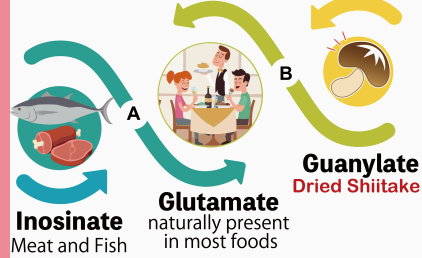 A
B
Inosinate
Meat and Fish
Glutamate
naturally present
in most foods
Guanylate
Dried Shiitake